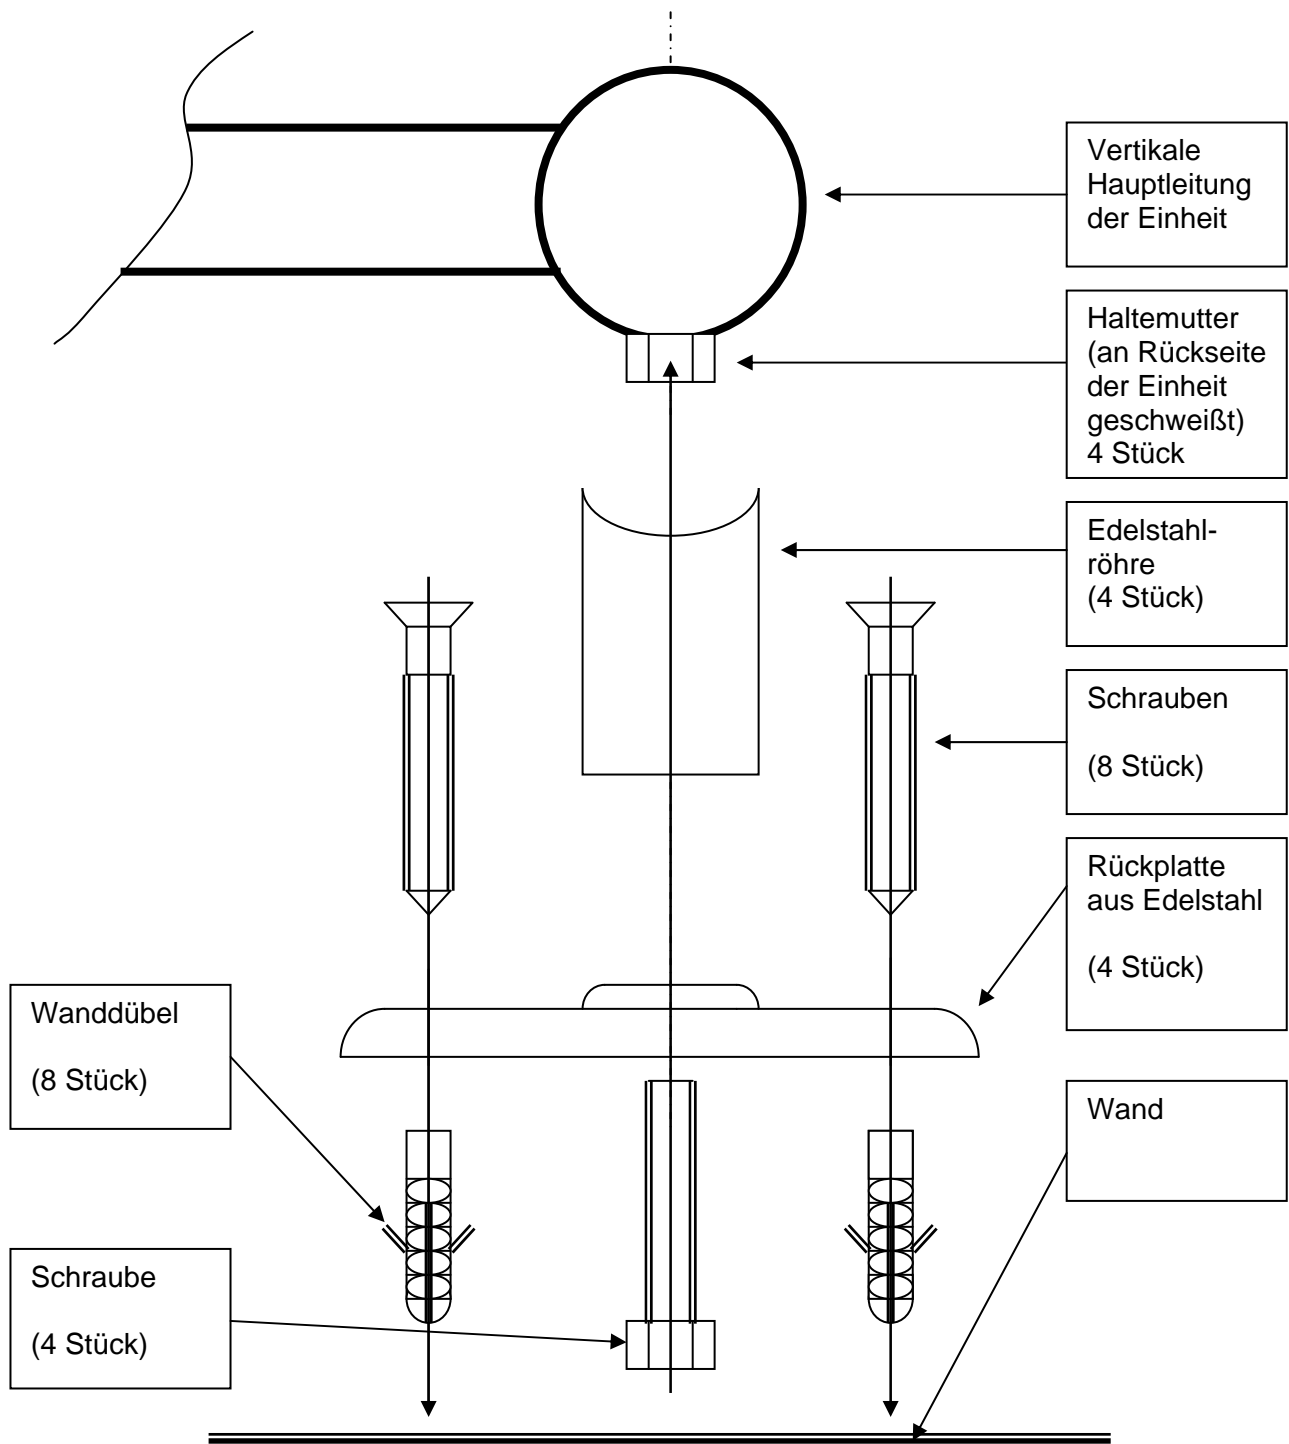 Vertikale
Hauptleitung
der Einheit
Haltemutter
(an Rückseite
der Einheit
geschweißt)
4 Stück
Edelstahl-
röhre
(4 Stück)
Schrauben
(8 Stück)
Rückplatte
aus Edelstahl
(4 Stück)
Wanddübel
(8 Stück)
Wand
Schraube
(4 Stück)